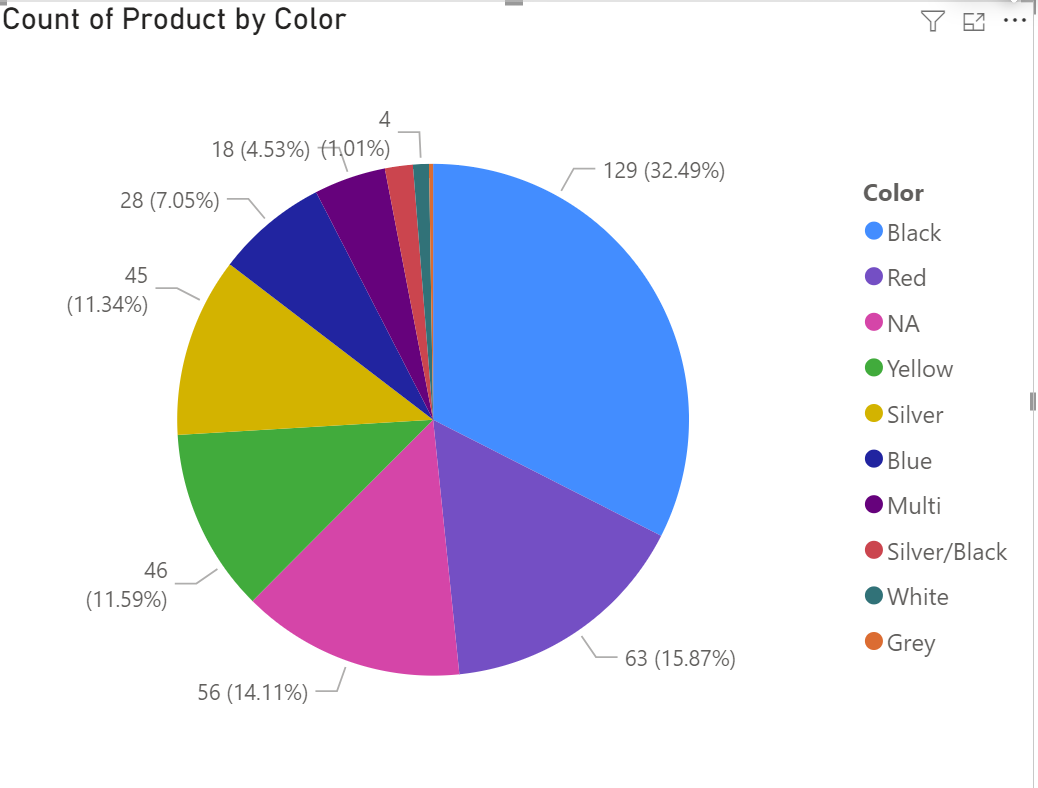 Count of Product by Color
4
(1.01%)
18 (4.53%)
28 (7.05%)
45
(11.34%)
46
(11.59%)
56 (14.11%)
63 (15.87%)
129 (32.49%)
Color
Black
Red
NA
Yellow
Silver
Blue
Multi
Silver/Black
White
Grey